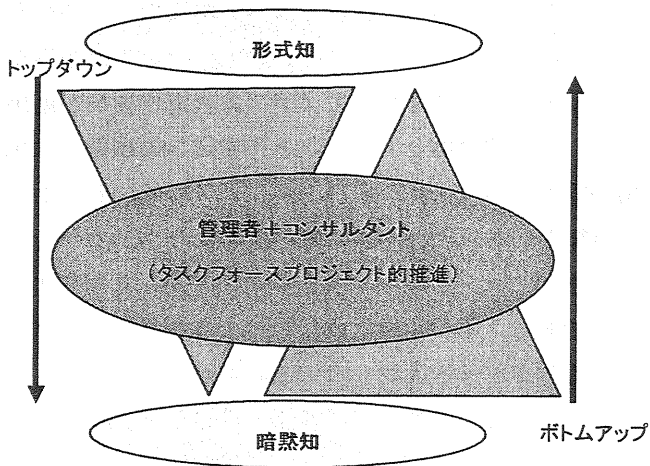 形式知
トップダウン
管理者＋コンサルタント
（タスクフォースプロジェクト的推進）
ボトムアップ
暗黙知